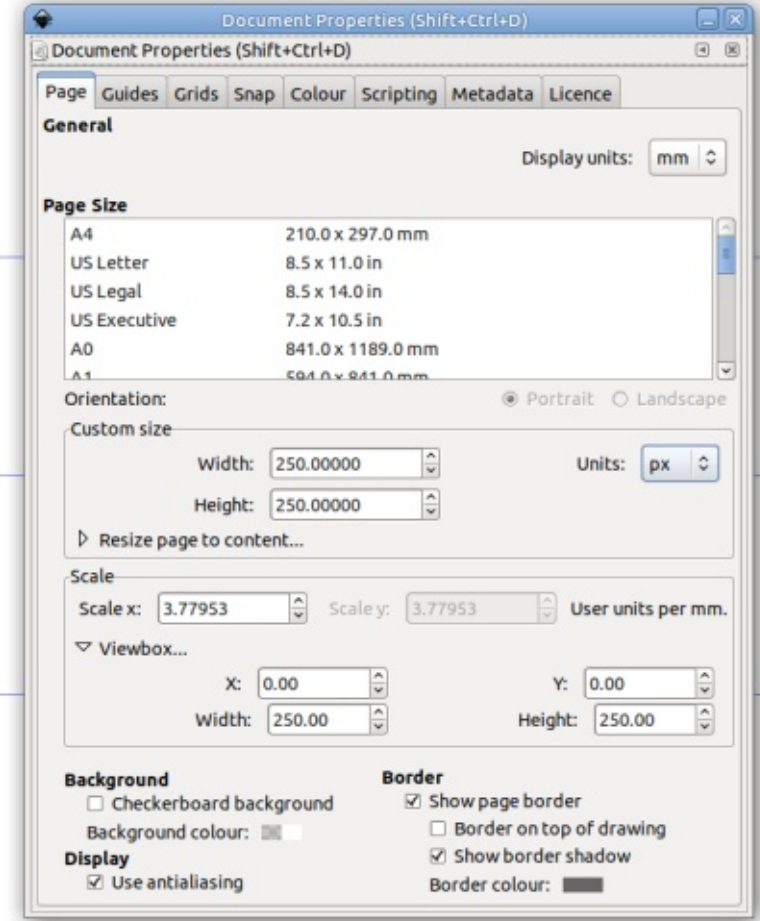 Document Properties (Shift+Ctrl+D)
Document Properties (Shift+Ctrl+D)
Page Guides Grids Snap Colour Scripting Metadata Licence
General
Display units: mm
Page Size
A4 210.0 x 297.0 mm
US Letter 8.5 x 11.0 in
US Legal 8.5 x 14.0 in
US Executive 7.2 x 10.5 in
A0 841.0 x 1189.0 mm
A1 594.0 x 841.0 mm
Orientation: Portrait Landscape
Custom size
Width: 250.00000 Units: px
Height: 250.00000
Resize page to content...
Scale
Scale x: 3.77953 Scale y: 3.77953 User units per mm.
Viewbox...
X: 0.00 Y: 0.00
Width: 250.00 Height: 250.00
Background Border
Checkerboard background Show page border
Border on top of drawing
Background colour:
Display Show border shadow
Use antialiasing Border colour: